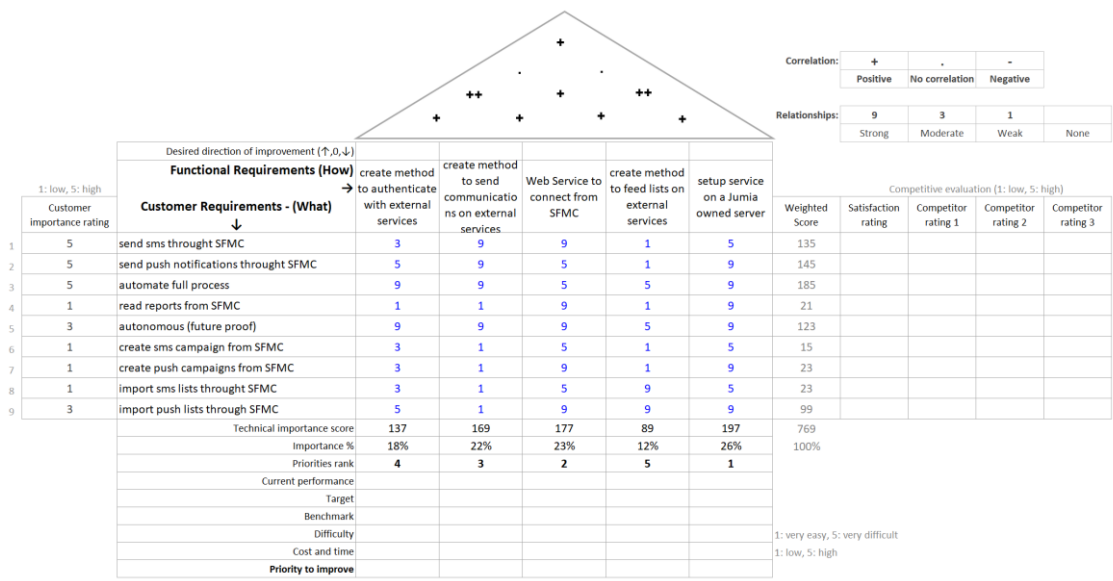 +
. .
++ + ++
+ + + +
Correlation: + . -
Positive No correlation Negative
Relationships: 9 3 1
Strong Moderate Weak None
Desired direction of improvement (↑,0,↓)
Functional Requirements (How) →
create method to authenticate with external services
create method to send communicatio ns on external services
Web Service to connect from SFMC
create method to feed lists on external services
setup service on a Jumia owned server
1: low, 5: high
Customer importance rating
Customer Requirements - (What) ↓
Weighted Score
Competitive evaluation (1: low, 5: high)
Satisfaction rating
Competitor rating 1
Competitor rating 2
Competitor rating 3
1 5 send sms throught SFMC 3 9 9 1 5 135
2 5 send push notifications throught SFMC 5 9 5 1 9 145
3 5 automate full process 9 9 5 5 9 185
4 1 read reports from SFMC 1 1 9 1 9 21
5 3 autonomous (future proof) 9 9 9 5 9 123
6 1 create sms campaign from SFMC 3 1 5 1 5 15
7 1 create push campaigns from SFMC 3 1 9 1 9 23
8 1 import sms lists throught SFMC 3 1 5 9 5 23
9 3 import push lists through SFMC 5 1 9 9 9 99
Technical importance score 137 169 177 89 197 769
Importance % 18% 22% 23% 12% 26% 100%
Priorities rank 4 3 2 5 1
Current performance
Target
Benchmark
Difficulty 1: very easy, 5: very difficult
Cost and time 1: low, 5: high
Priority to improve